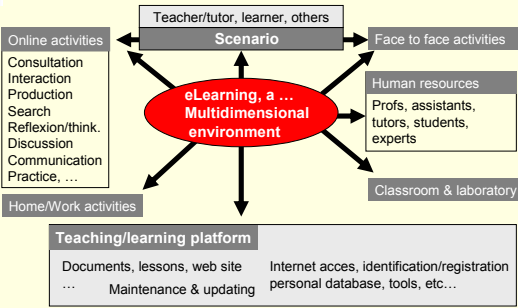 Teacher/tutor, learner, others
Scenario
Online activities
Consultation
Interaction
Production
Search
Reflexion/think.
Discussion
Communication
Practice, …
Face to face activities
Human resources
Profs, assistants,
tutors, students,
experts
eLearning, a …
Multidimensional
environment
Classroom & laboratory
Home/Work activities
Teaching/learning platform
Documents, lessons, web site
…
Maintenance & updating
Internet acces, identification/registration
personal database, tools, etc…